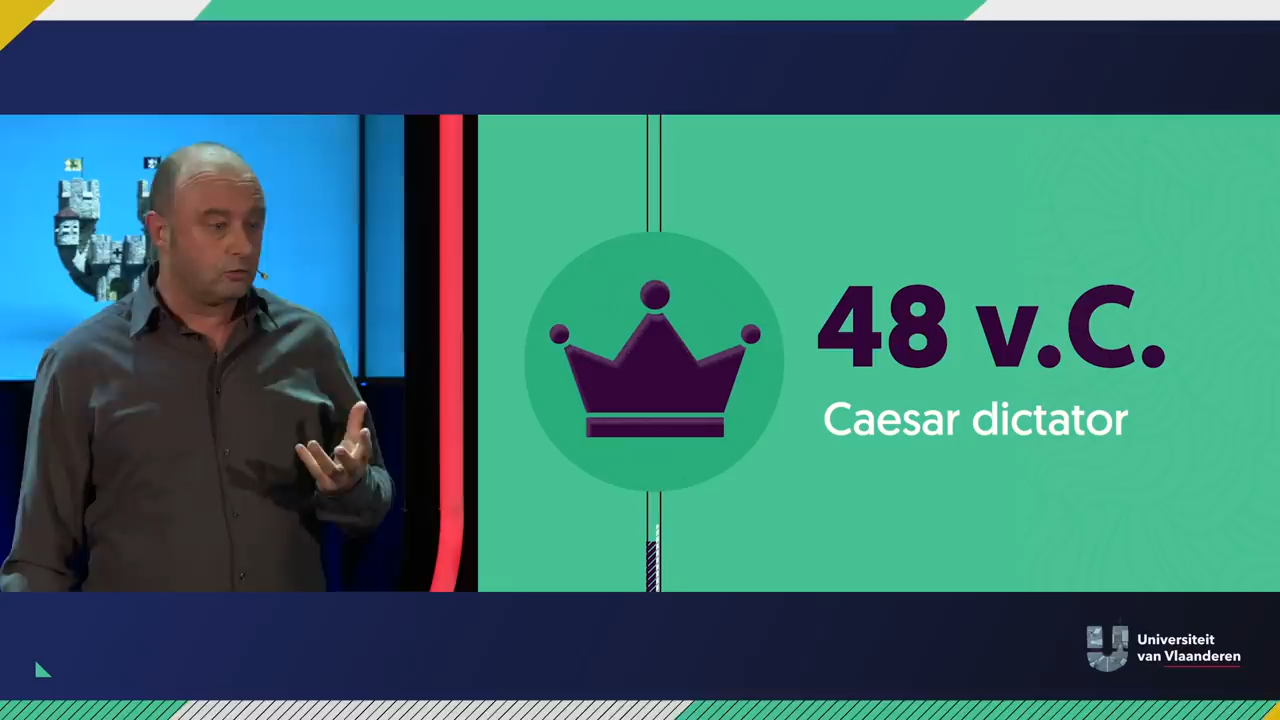 48 v.C.
Caesar dictator
Universiteit
van Vlaanderen